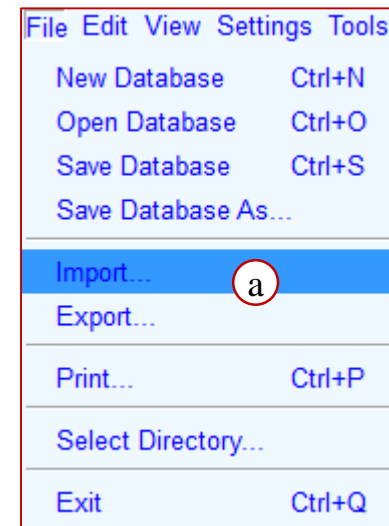 File Edit View Settings Tools
New Database Ctrl+N
Open Database Ctrl+O
Save Database Ctrl+S
Save Database As...
Import... a
Export...
Print... Ctrl+P
Select Directory...
Exit Ctrl+Q